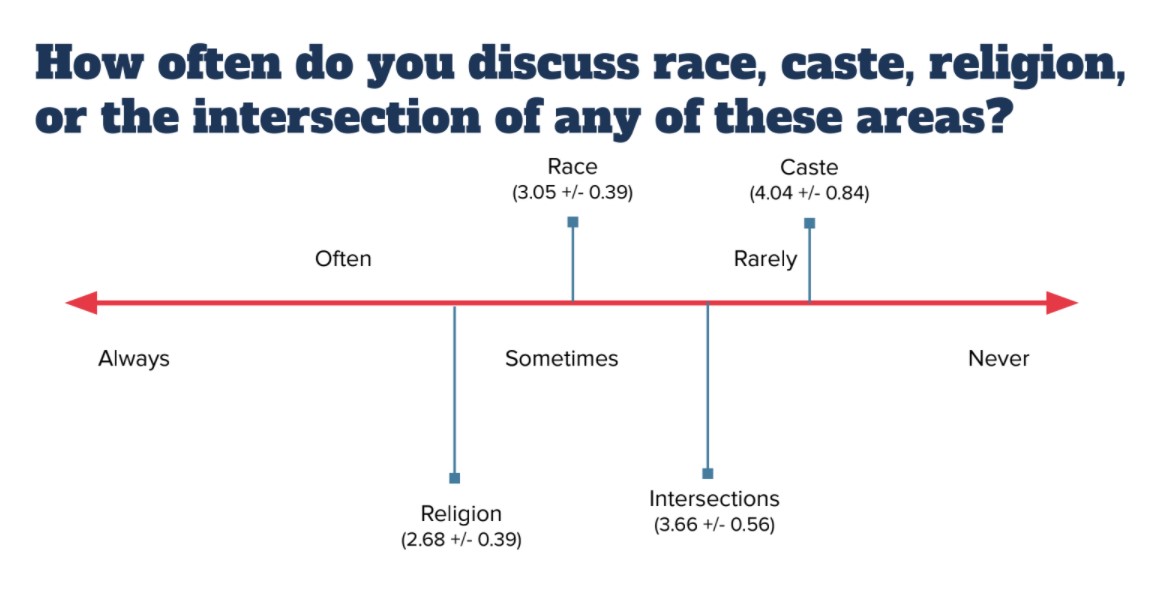 How often do you discuss race, caste, religion,
or the intersection of any of these areas?
Race
(3.05 +/- 0.39)
Caste
(4.04 +/- 0.84)
Often
Rarely
Always
Sometimes
Never
Religion
(2.68 +/- 0.39)
Intersections
(3.66 +/- 0.56)